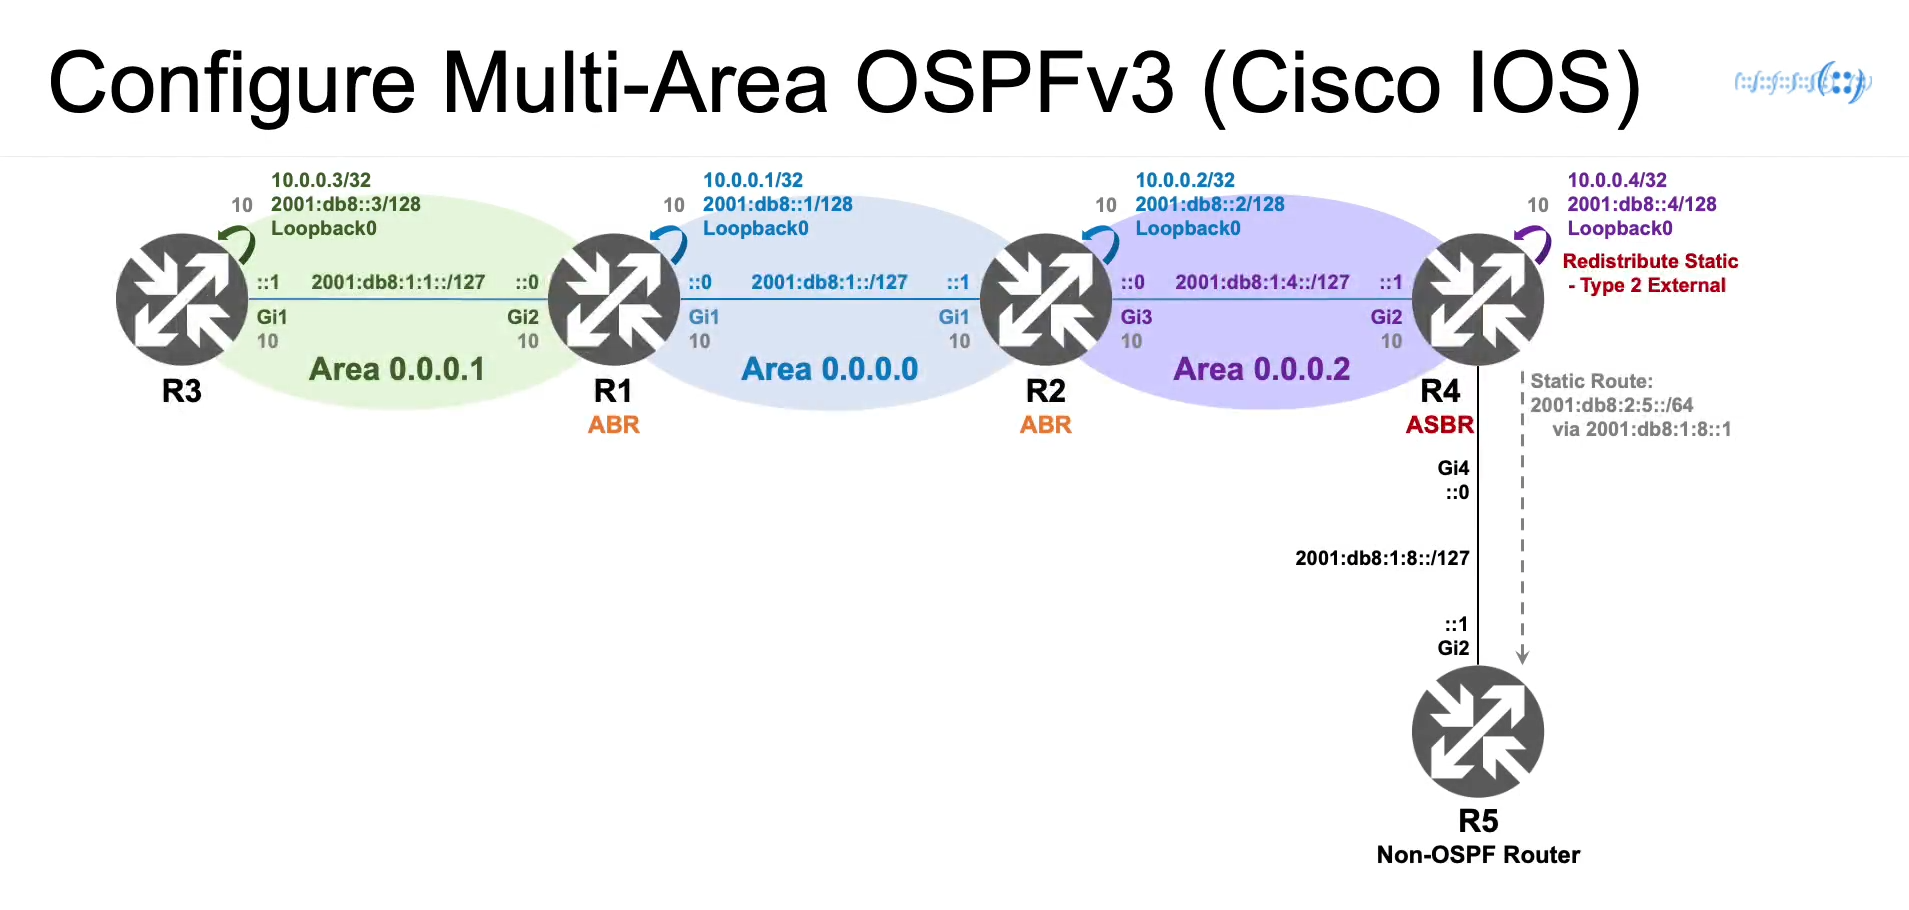 Configure Multi-Area OSPFv3 (Cisco IOS)
10
10.0.0.3/32
2001:db8::3/128
Loopback0
10
10.0.0.1/32
2001:db8::1/128
Loopback0
10
10.0.0.2/32
2001:db8::2/128
Loopback0
10
10.0.0.4/32
2001:db8::4/128
Loopback0
Redistribute Static
- Type 2 External
::1 2001:db8:1:1::/127 ::0
Gi1 Gi2
10 10
Area 0.0.0.1
::0 2001:db8:1::/127 ::1
Gi1 Gi1
10 10
Area 0.0.0.0
::0 2001:db8:1:4::/127 ::1
Gi3 Gi2
10 10
Area 0.0.0.2
R3
R1
ABR
R2
ABR
R4
ASBR
Static Route:
2001:db8:2:5::/64
via 2001:db8:1:8::1
Gi4
::0
2001:db8:1:8::/127
::1
Gi2
R5
Non-OSPF Router